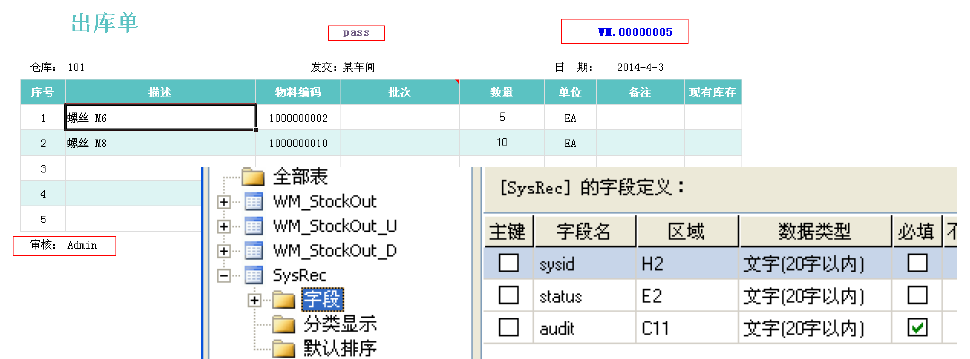 出库单
pass
WM.00000005
仓库: 101 发交: 某车间 日 期: 2014-4-3
序号 描述 物料编码 批次 数量 单位 备注 现有库存
1 螺丝 M6 1000000002 5 EA
2 螺丝 M8 1000000010 10 EA
3
4
5
审核: Admin
全部表
WM_StockOut
WM_StockOut_U
WM_StockOut_D
SysRec
字段
分类显示
默认排序
[SysRec] 的字段定义:
主键 字段名 区域 数据类型 必填
sysid H2 文字(20字以内)
status E2 文字(20字以内)
audit C11 文字(20字以内)